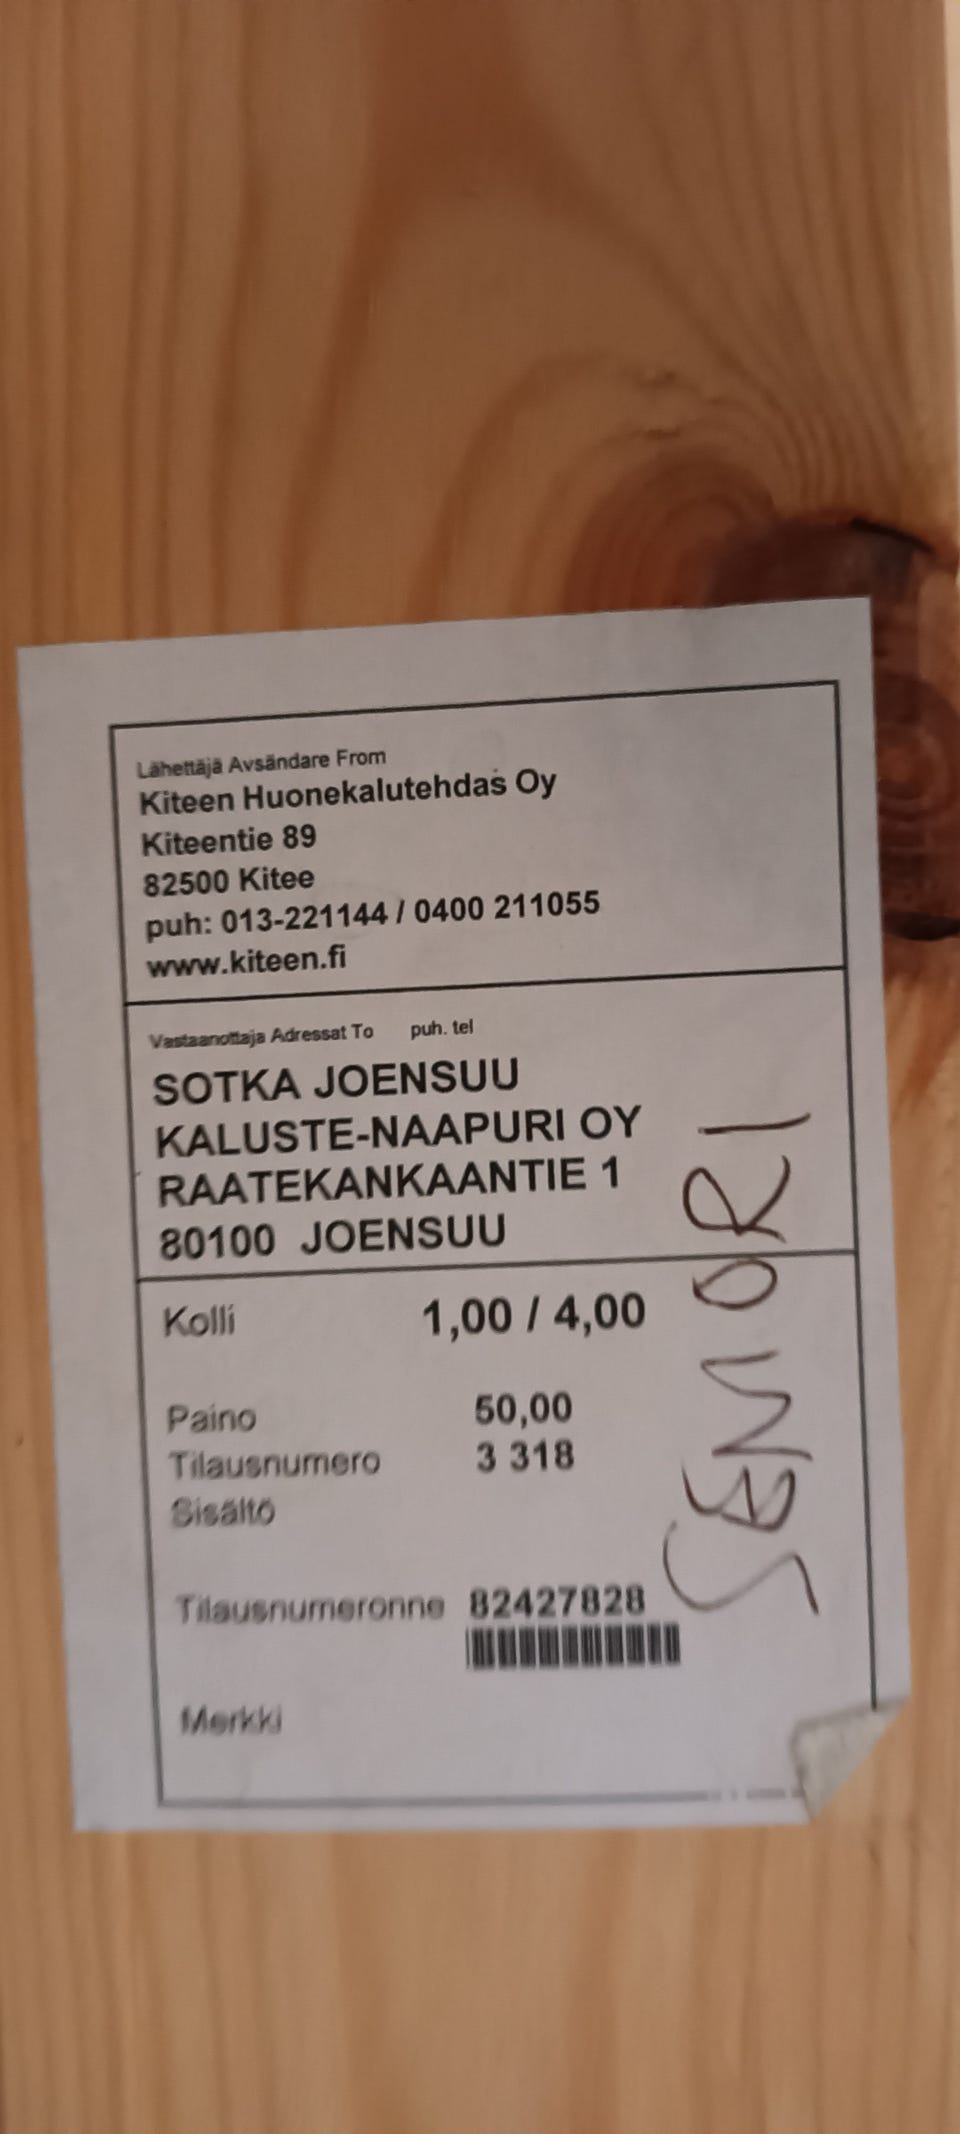 Lähettäjä Avsändare From
Kiteen Huonekalutehdas Oy
Kiteentie 89
82500 Kitee
puh: 013-221144 / 0400 211055
www.kiteen.fi
Vastaanottaja Adressat To puh. tel
SOTKA JOENSUU
KALUSTE-NAAPURI OY
RAATEKANKAANTIE 1
80100 JOENSUU
Kolli 1,00 / 4,00
Paino 50,00
Tilausnumero 3 318
Sisältö
Tilausnumeronne 82427828
Merkki
SEMORI